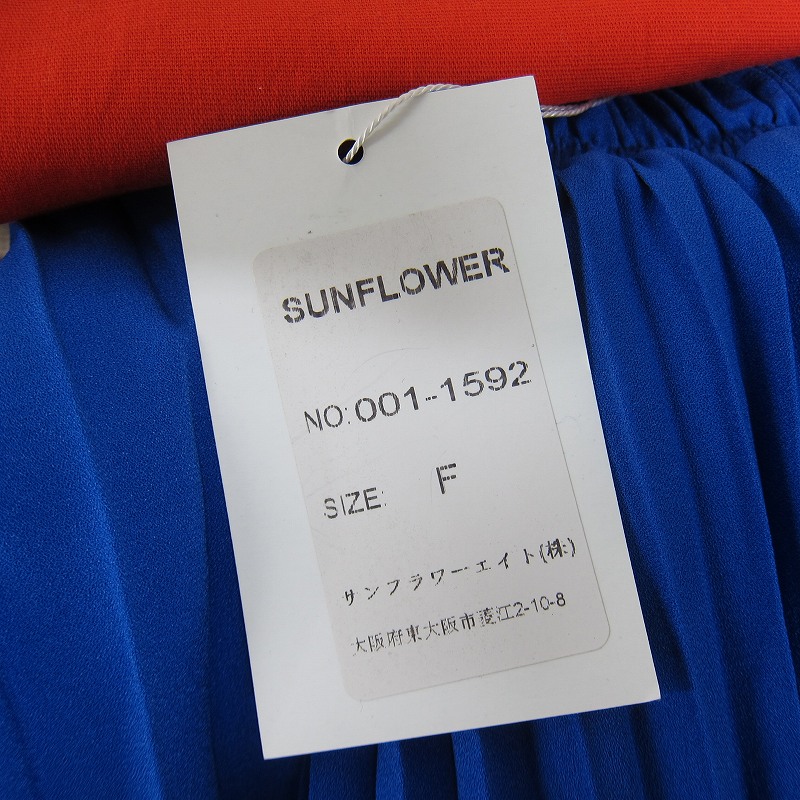 SUNFLOWER
NO:001-1592
SIZE: F
サンフラワーエイト(株)
大阪府東大阪市菱江2-10-8